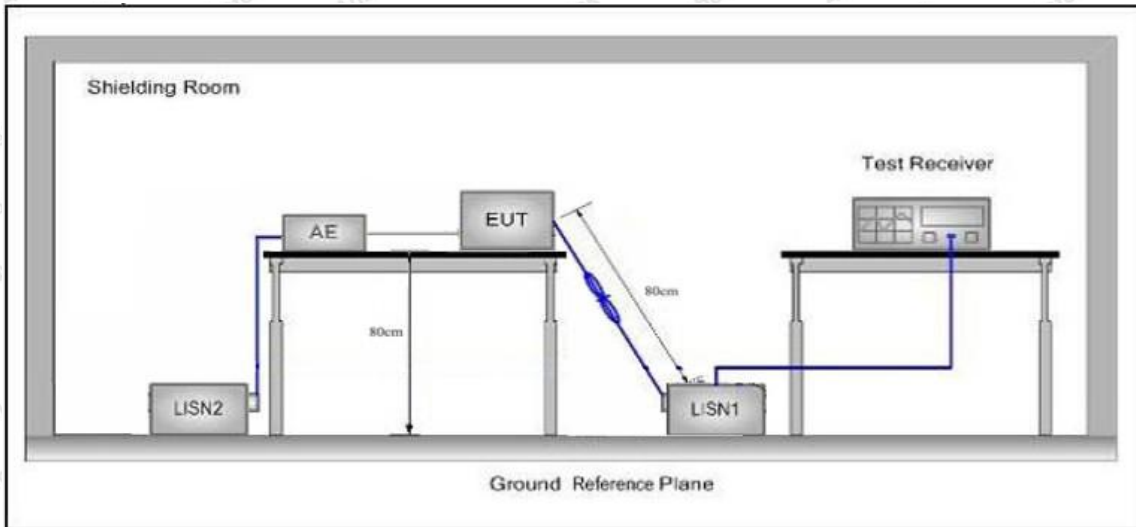 Shielding Room
Test Receiver
AE
EUT
80cm
80cm
LISN2
LISN1
Ground Reference Plane